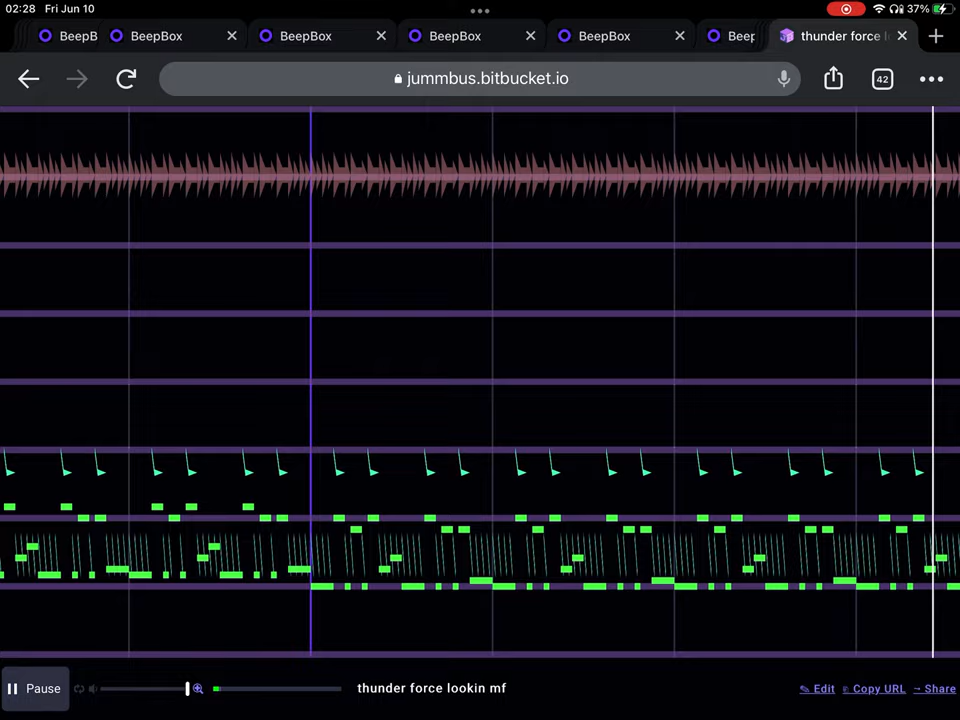 02:28 Fri Jun 10 37%
BeepB BeepBox BeepBox BeepBox BeepBox Beep thunder force l
jummbus.bitbucket.io 42
Pause thunder force lookin mf Edit Copy URL Share